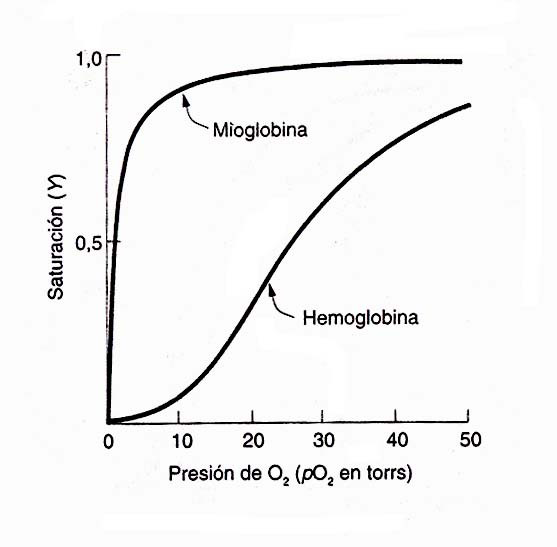 1,0
Mioglobina
0,5
Saturación (Y)
Hemoglobina
0 10 20 30 40 50
Presión de O₂ (pO₂ en torrs)